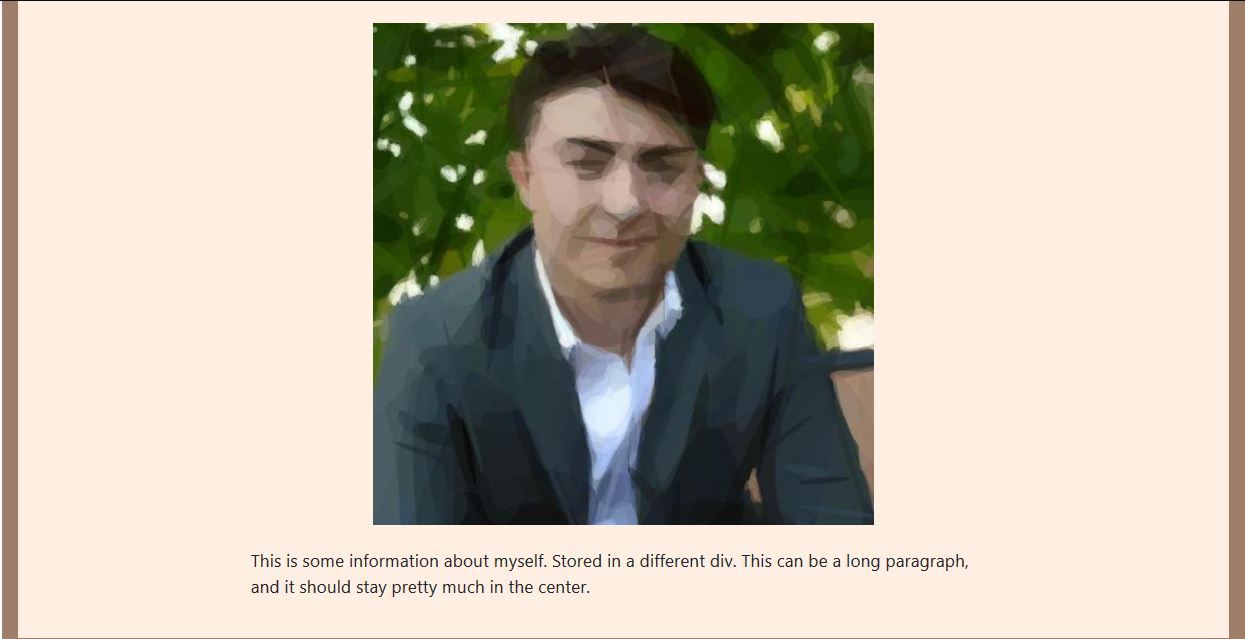 This is some information about myself. Stored in a different div. This can be a long paragraph,
and it should stay pretty much in the center.